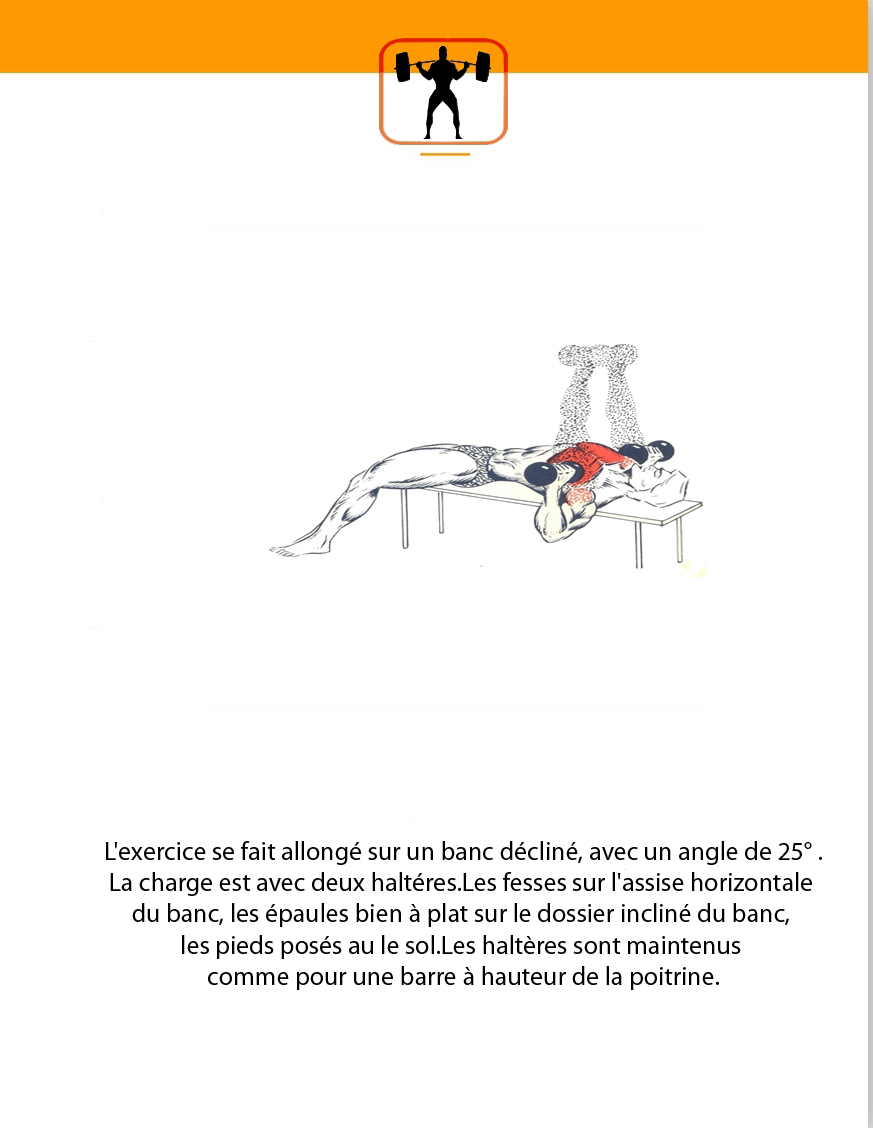 L'exercice se fait allongé sur un banc décliné, avec un angle de 25° .
La charge est avec deux haltéres.Les fesses sur l'assise horizontale
du banc, les épaules bien à plat sur le dossier incliné du banc,
les pieds posés au le sol.Les haltères sont maintenus
comme pour une barre à hauteur de la poitrine.